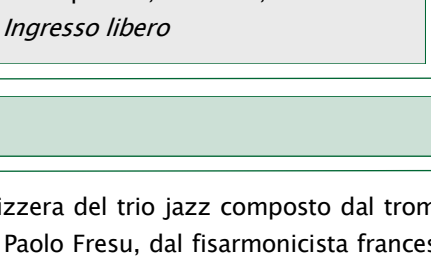 Ingresso libero
izzera del trio jazz composto dal trom
Paolo Fresu, dal fisarmonicista frances